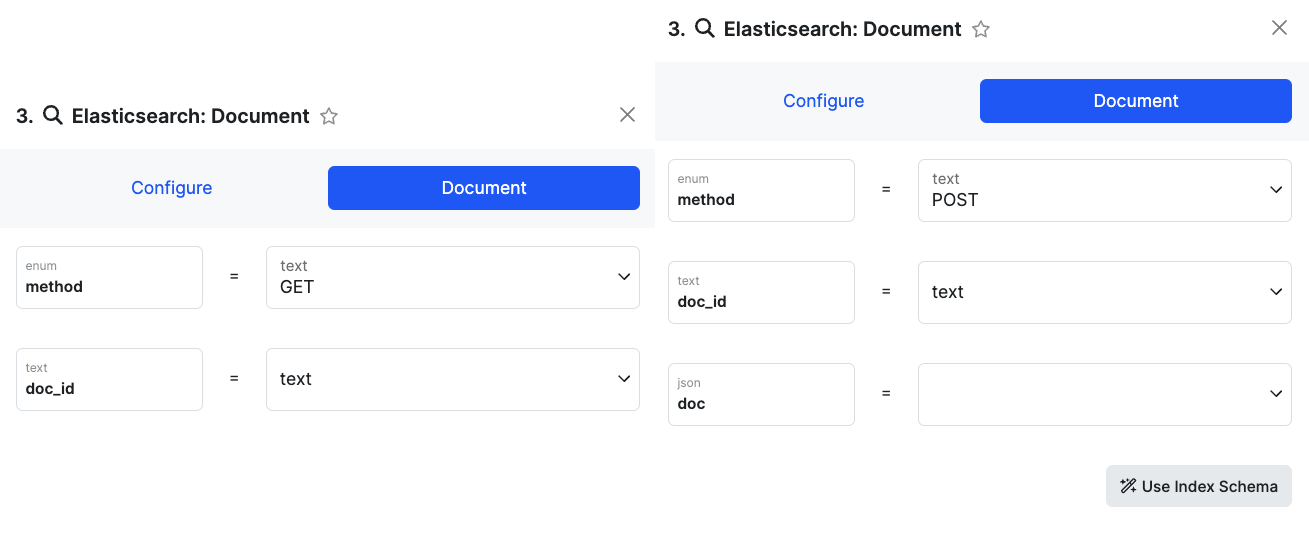 3. Elasticsearch: Document
Configure
Document
enum
method
=
text
GET
text
doc_id
=
text
3. Elasticsearch: Document
Configure
Document
enum
method
=
text
POST
text
doc_id
=
text
json
doc
=
Use Index Schema